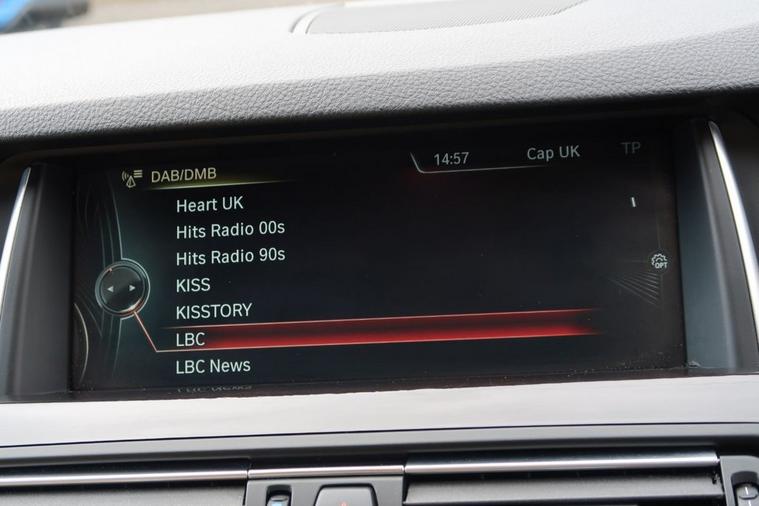 DAB/DMB
14:57
Cap UK
TP
Heart UK
Hits Radio 00s
Hits Radio 90s
KISS
KISSTORY
LBC
LBC News
OPT